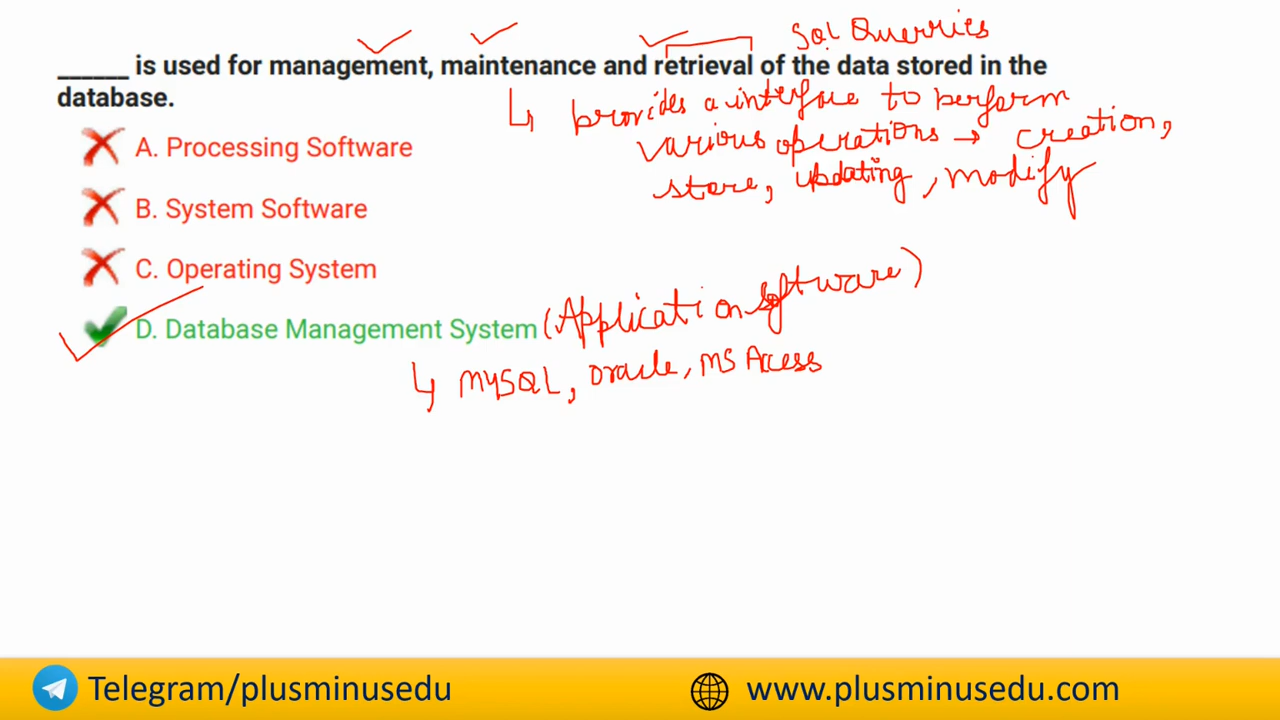 SQL Querries
______ is used for management, maintenance and retrieval of the data stored in the
database.
↳ provides a interface to perform
various operations → creation,
store, updating, modify
A. Processing Software
B. System Software
C. Operating System
D. Database Management System (Application software)
↳ MYSQL, Oracle, MS Access
Telegram/plusminusedu
www.plusminusedu.com